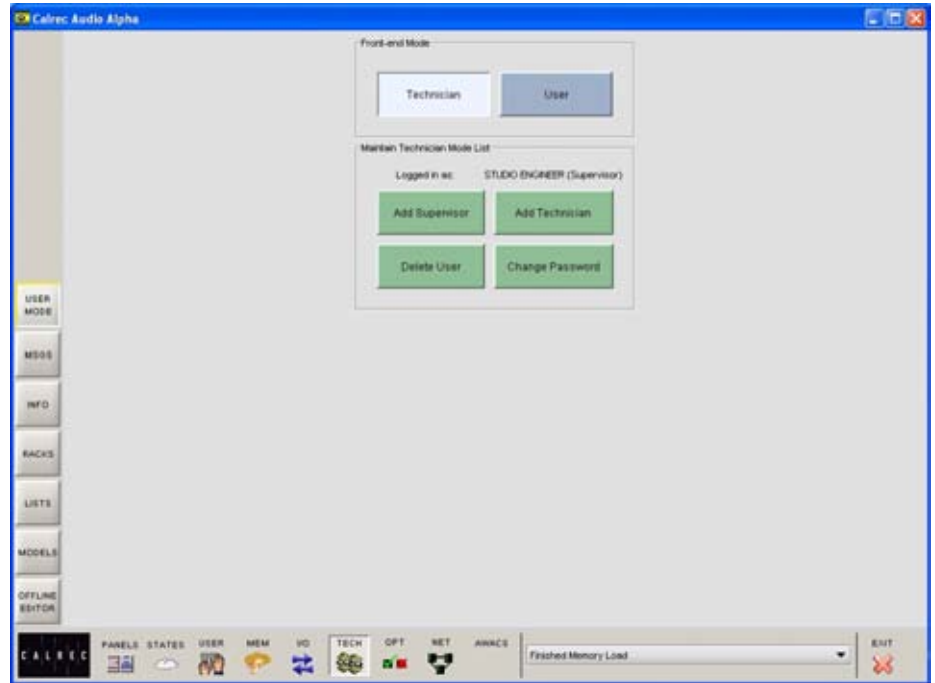 Calrec Audio Alpha
Front-end Mode
Technician User
Maintain Technician Mode List
Logged in as: STUDIO ENGINEER (Supervisor)
Add Supervisor Add Technician
Delete User Change Password
USER MODE
MSGS
INFO
RACKS
LISTS
MODELS
OFFLINE EDITOR
CALREC PANELS STATES USER MEM I/O TECH OPT NET AWACS Finished Memory Load EXIT